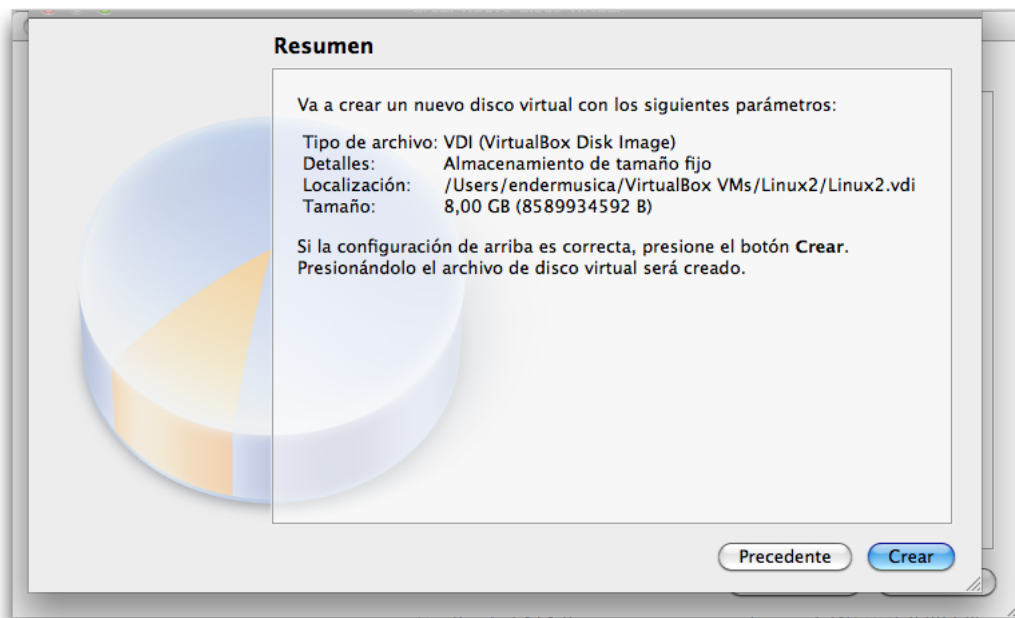 Resumen
Va a crear un nuevo disco virtual con los siguientes parámetros:
Tipo de archivo: VDI (VirtualBox Disk Image)
Detalles: Almacenamiento de tamaño fijo
Localización: /Users/endermusica/VirtualBox VMs/Linux2/Linux2.vdi
Tamaño: 8,00 GB (8589934592 B)
Si la configuración de arriba es correcta, presione el botón Crear.
Presionándolo el archivo de disco virtual será creado.
Precedente Crear